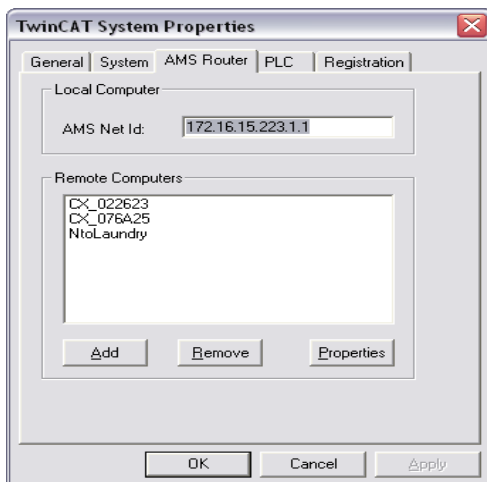 TwinCAT System Properties
General System AMS Router PLC Registration
Local Computer
AMS Net Id: 172.16.15.223.1.1
Remote Computers
CX_022623
CX_076A25
NtoLaundry
Add Remove Properties
OK Cancel Apply